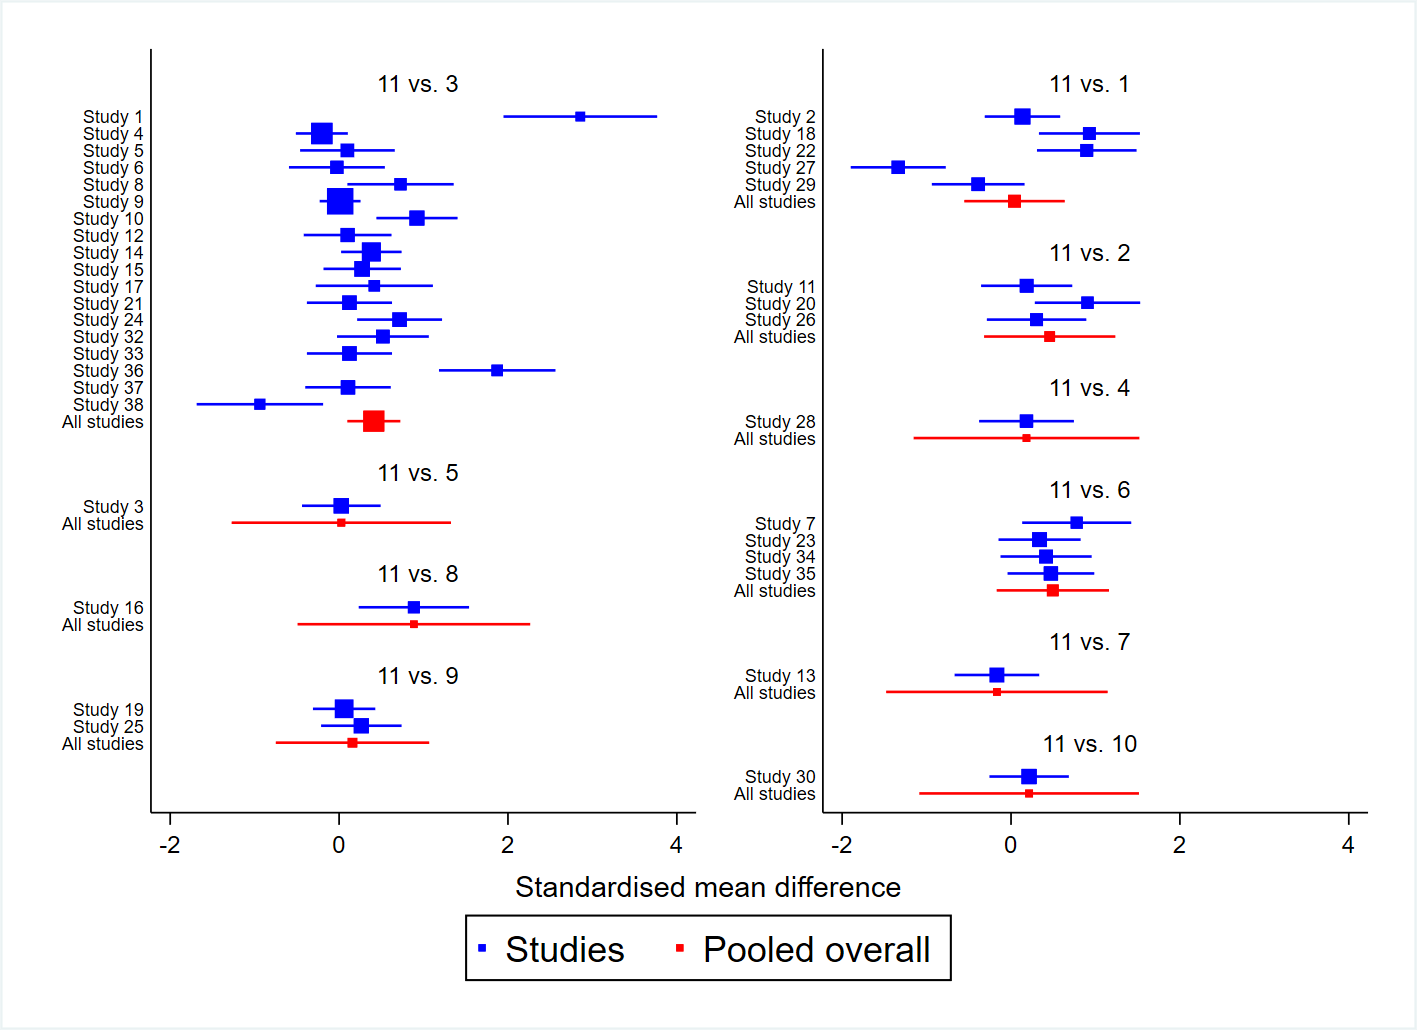 11 vs. 3
Study 1
Study 4
Study 5
Study 6
Study 8
Study 9
Study 10
Study 12
Study 14
Study 15
Study 17
Study 21
Study 24
Study 32
Study 33
Study 36
Study 37
Study 38
All studies
11 vs. 5
Study 3
All studies
11 vs. 8
Study 16
All studies
11 vs. 9
Study 19
Study 25
All studies
-2 0 2 4
11 vs. 1
Study 2
Study 18
Study 22
Study 27
Study 29
All studies
11 vs. 2
Study 11
Study 20
Study 26
All studies
11 vs. 4
Study 28
All studies
11 vs. 6
Study 7
Study 23
Study 34
Study 35
All studies
11 vs. 7
Study 13
All studies
11 vs. 10
Study 30
All studies
-2 0 2 4
Standardised mean difference
Studies Pooled overall